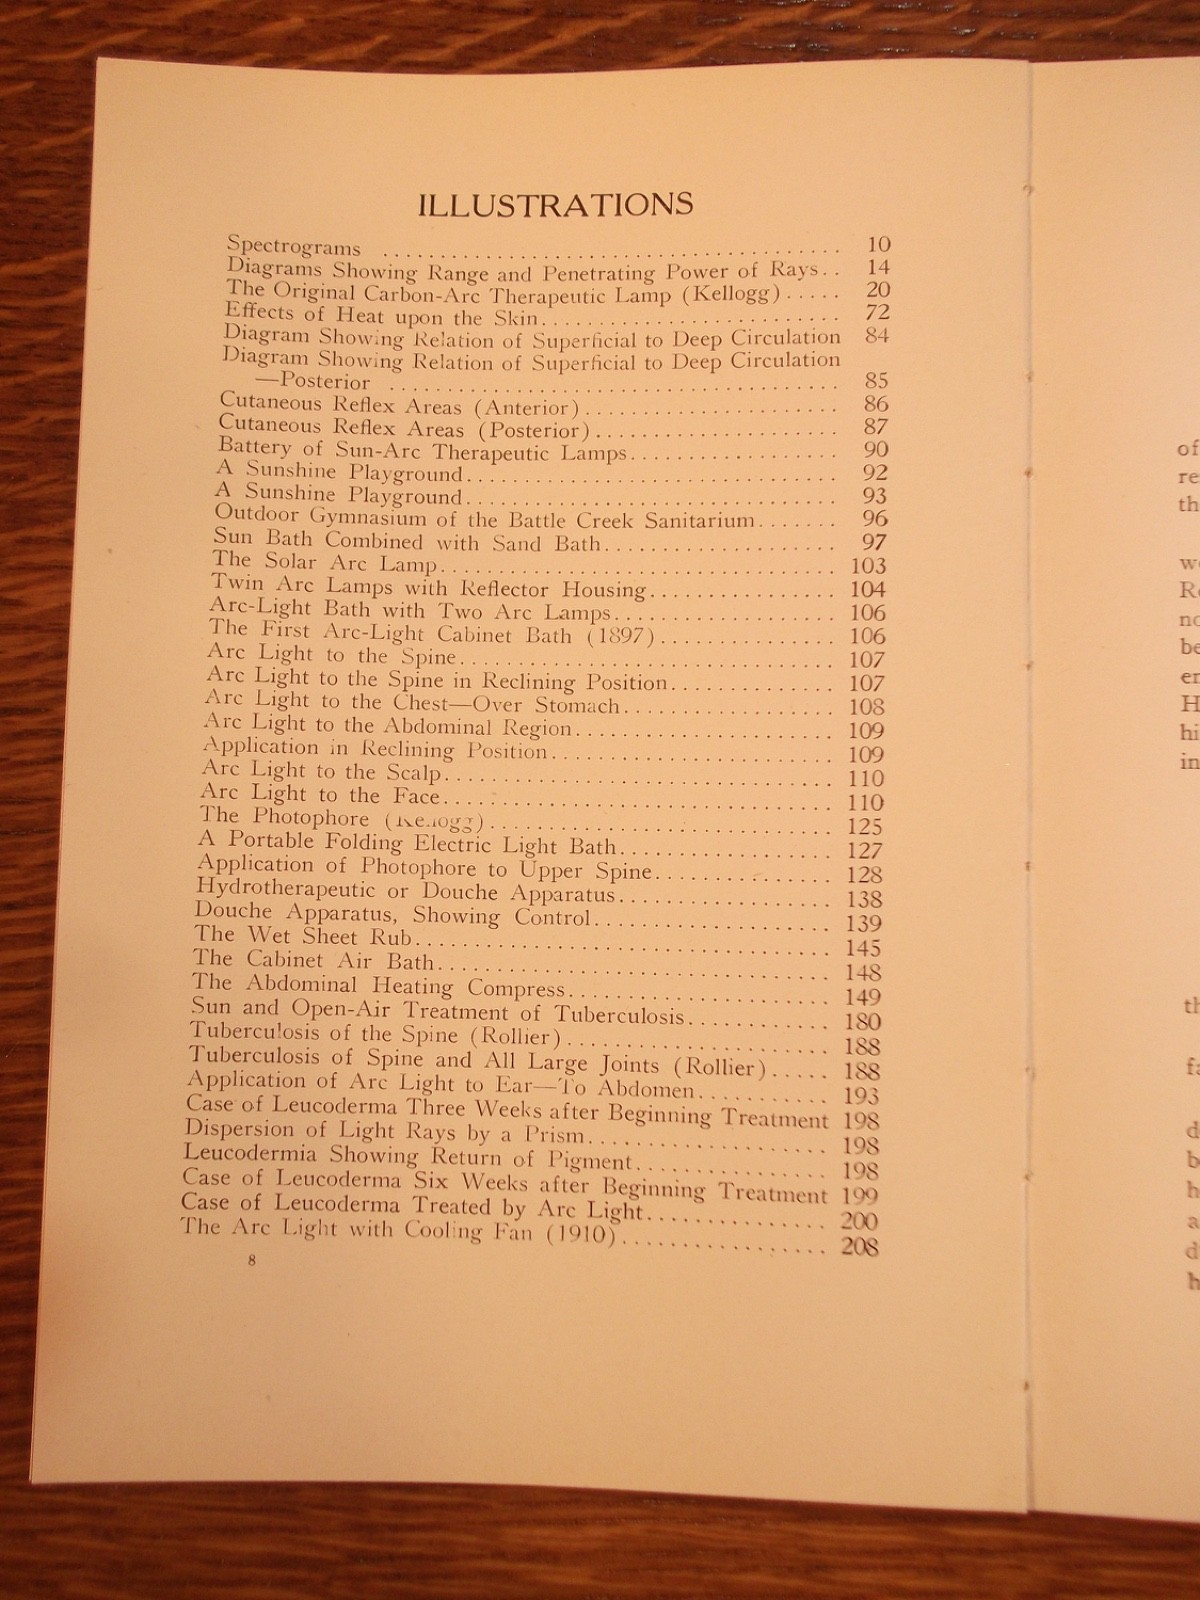 ILLUSTRATIONS
Spectrograms ........................................ 10
Diagrams Showing Range and Penetrating Power of Rays.. 14
The Original Carbon-Arc Therapeutic Lamp (Kellogg)..... 20
Effects of Heat upon the Skin.......................... 72
Diagram Showing Relation of Superficial to Deep Circulation 84
Diagram Showing Relation of Superficial to Deep Circulation
—Posterior ........................................ 85
Cutaneous Reflex Areas (Anterior)...................... 86
Cutaneous Reflex Areas (Posterior)..................... 87
Battery of Sun-Arc Therapeutic Lamps.................. 90
A Sunshine Playground................................. 92
A Sunshine Playground................................. 93
Outdoor Gymnasium of the Battle Creek Sanitarium....... 96
Sun Bath Combined with Sand Bath..................... 97
The Solar Arc Lamp................................... 103
Twin Arc Lamps with Reflector Housing................ 104
Arc-Light Bath with Two Arc Lamps.................... 106
The First Arc-Light Cabinet Bath (1897)................ 106
Arc Light to the Spine................................. 107
Arc Light to the Spine in Reclining Position............... 107
Arc Light to the Chest—Over Stomach................... 108
Arc Light to the Abdominal Region....................... 109
Application in Reclining Position......................... 109
Arc Light to the Scalp................................... 110
Arc Light to the Face................................... 110
The Photophore (Kellogg)............................... 125
A Portable Folding Electric Light Bath................... 127
Application of Photophore to Upper Spine................ 128
Hydrotherapeutic or Douche Apparatus................... 138
Douche Apparatus, Showing Control..................... 139
The Wet Sheet Rub..................................... 145
The Cabinet Air Bath................................... 148
The Abdominal Heating Compress........................ 149
Sun and Open-Air Treatment of Tuberculosis............. 180
Tuberculosis of the Spine (Rollier)....................... 188
Tuberculosis of Spine and All Large Joints (Rollier)..... 188
Application of Arc Light to Ear—To Abdomen............ 193
Case of Leucoderma Three Weeks after Beginning Treatment 198
Dispersion of Light Rays by a Prism..................... 198
Leucodermia Showing Return of Pigment................. 198
Case of Leucoderma Six Weeks after Beginning Treatment 199
Case of Leucoderma Treated by Arc Light................ 200
The Arc Light with Cooling Fan (1910).................. 208
8
of
re
th
no
be
er
hi
in
th